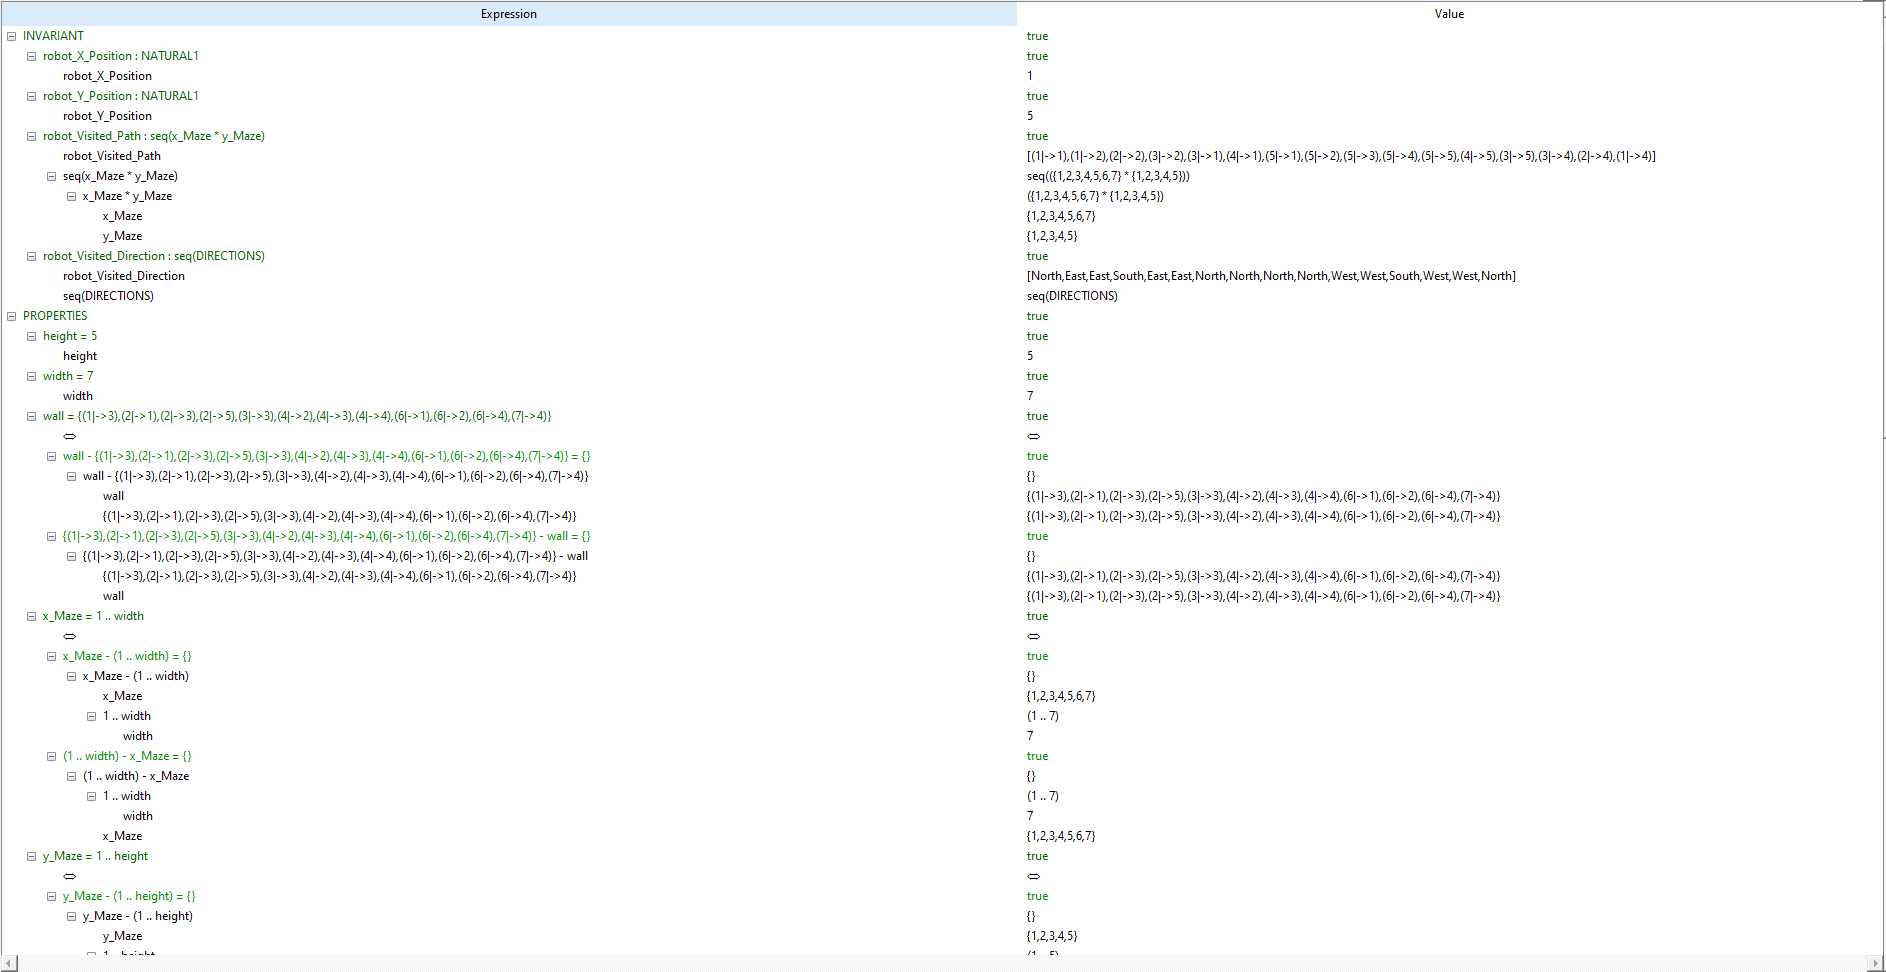 Expression Value
INVARIANT true
robot_X_Position : NATURAL1 true
robot_X_Position 1
robot_Y_Position : NATURAL1 true
robot_Y_Position 5
robot_Visited_Path : seq(x_Maze * y_Maze) true
robot_Visited_Path [(1|->1),(1|->2),(2|->2),(3|->2),(3|->1),(4|->1),(5|->1),(5|->2),(5|->3),(5|->4),(5|->5),(4|->5),(3|->5),(3|->4),(2|->4),(1|->4)]
seq(x_Maze * y_Maze) seq(({1,2,3,4,5,6,7} * {1,2,3,4,5}))
x_Maze * y_Maze ({1,2,3,4,5,6,7} * {1,2,3,4,5})
x_Maze {1,2,3,4,5,6,7}
y_Maze {1,2,3,4,5}
robot_Visited_Direction : seq(DIRECTIONS) true
robot_Visited_Direction [North,East,East,South,East,East,North,North,North,North,West,West,South,West,West,North]
seq(DIRECTIONS) seq(DIRECTIONS)
PROPERTIES true
height = 5 true
height 5
width = 7 true
width 7
wall = {(1|->3),(2|->1),(2|->3),(2|->5),(3|->3),(4|->2),(4|->3),(4|->4),(6|->1),(6|->2),(6|->4),(7|->4)} true
⇔ ⇔
wall - {(1|->3),(2|->1),(2|->3),(2|->5),(3|->3),(4|->2),(4|->3),(4|->4),(6|->1),(6|->2),(6|->4),(7|->4)} = {} true
wall - {(1|->3),(2|->1),(2|->3),(2|->5),(3|->3),(4|->2),(4|->3),(4|->4),(6|->1),(6|->2),(6|->4),(7|->4)} {}
wall {(1|->3),(2|->1),(2|->3),(2|->5),(3|->3),(4|->2),(4|->3),(4|->4),(6|->1),(6|->2),(6|->4),(7|->4)}
{(1|->3),(2|->1),(2|->3),(2|->5),(3|->3),(4|->2),(4|->3),(4|->4),(6|->1),(6|->2),(6|->4),(7|->4)} {(1|->3),(2|->1),(2|->3),(2|->5),(3|->3),(4|->2),(4|->3),(4|->4),(6|->1),(6|->2),(6|->4),(7|->4)}
{(1|->3),(2|->1),(2|->3),(2|->5),(3|->3),(4|->2),(4|->3),(4|->4),(6|->1),(6|->2),(6|->4),(7|->4)} - wall = {} true
{(1|->3),(2|->1),(2|->3),(2|->5),(3|->3),(4|->2),(4|->3),(4|->4),(6|->1),(6|->2),(6|->4),(7|->4)} - wall {}
{(1|->3),(2|->1),(2|->3),(2|->5),(3|->3),(4|->2),(4|->3),(4|->4),(6|->1),(6|->2),(6|->4),(7|->4)} {(1|->3),(2|->1),(2|->3),(2|->5),(3|->3),(4|->2),(4|->3),(4|->4),(6|->1),(6|->2),(6|->4),(7|->4)}
wall {(1|->3),(2|->1),(2|->3),(2|->5),(3|->3),(4|->2),(4|->3),(4|->4),(6|->1),(6|->2),(6|->4),(7|->4)}
x_Maze = 1 .. width true
⇔ ⇔
x_Maze - (1 .. width) = {} true
x_Maze - (1 .. width) {}
x_Maze {1,2,3,4,5,6,7}
1 .. width (1 .. 7)
width 7
(1 .. width) - x_Maze = {} true
(1 .. width) - x_Maze {}
1 .. width (1 .. 7)
width 7
x_Maze {1,2,3,4,5,6,7}
y_Maze = 1 .. height true
⇔ ⇔
y_Maze - (1 .. height) = {} true
y_Maze - (1 .. height) {}
y_Maze {1,2,3,4,5}